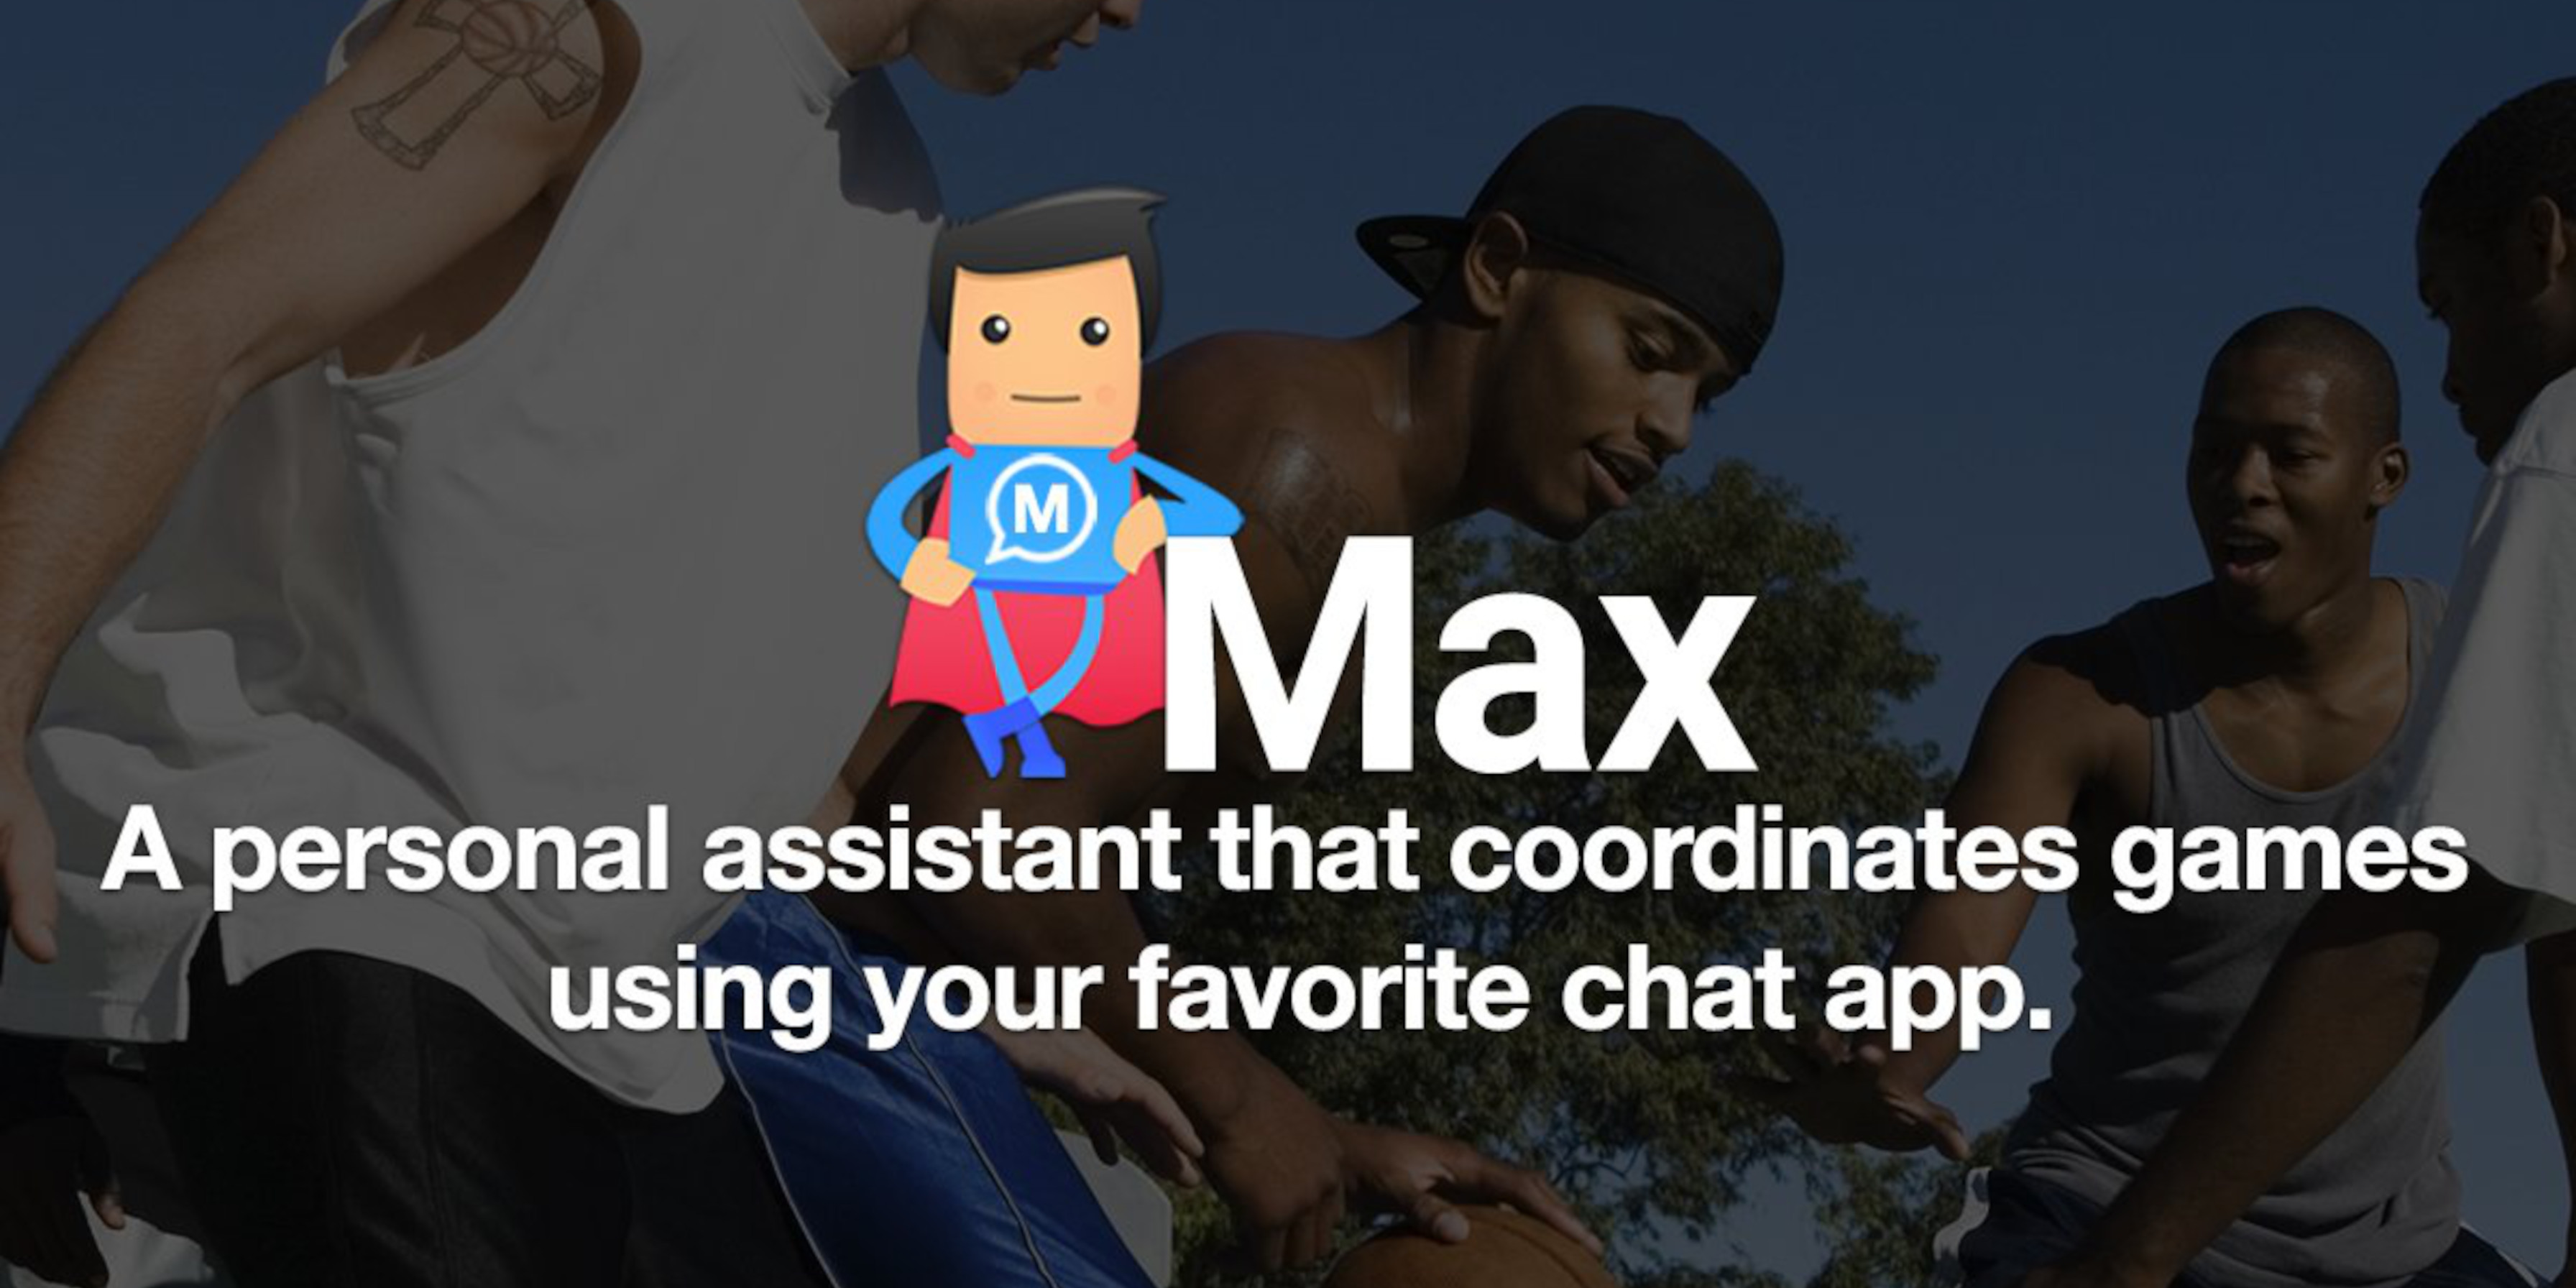 M
Max
A personal assistant that coordinates games
using your favorite chat app.